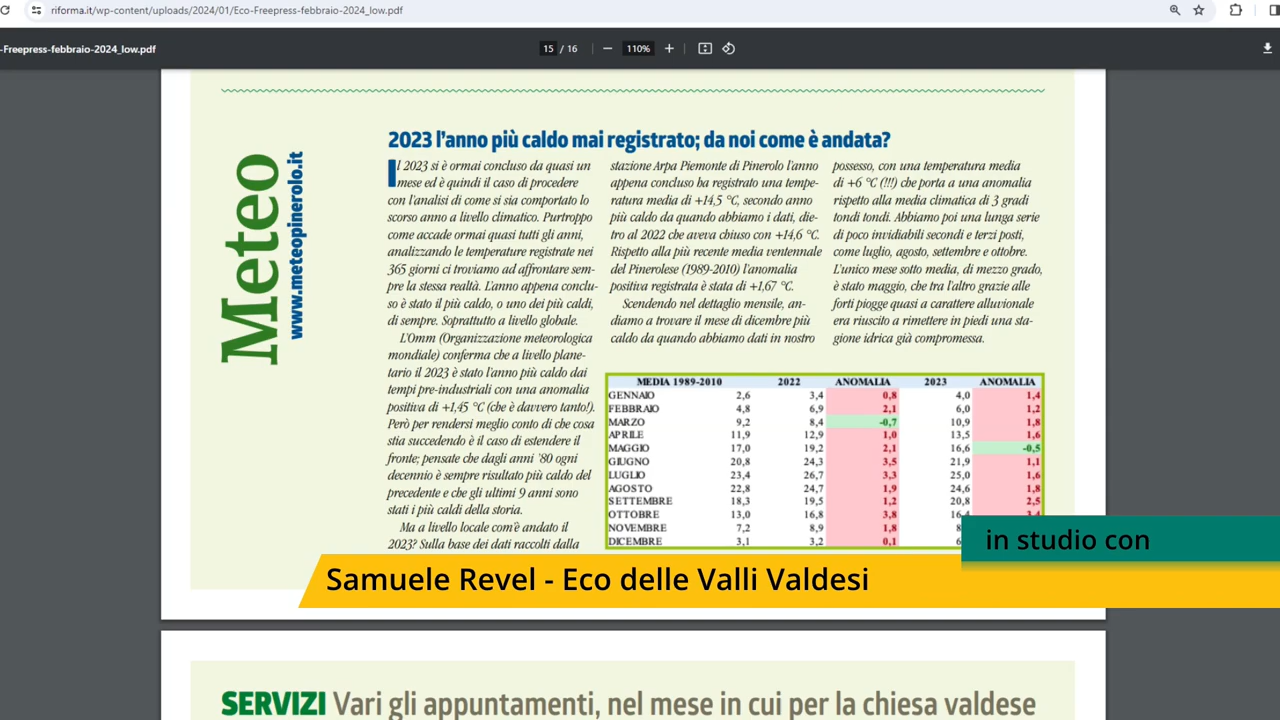 riforma.it/wp-content/uploads/2024/01/Eco-Freepress-febbraio-2024_low.pdf
-Freepress-febbraio-2024_low.pdf
15 / 16
110%
Meteo
www.meteopinerolo.it
2023 l'anno più caldo mai registrato; da noi come è andata?
Il 2023 si è ormai concluso da quasi un
mese ed è quindi il caso di procedere
con l'analisi di come si sia comportato lo
scorso anno a livello climatico. Purtroppo
come accade ormai quasi tutti gli anni,
analizzando le temperature registrate nei
365 giorni ci troviamo ad affrontare sem-
pre la stessa realtà. L'anno appena conclu-
so è stato il più caldo, o uno dei più caldi,
di sempre. Soprattutto a livello globale.
L'Omm (Organizzazione meteorologica
mondiale) conferma che a livello plane-
tario il 2023 è stato l'anno più caldo dai
tempi pre-industriali con una anomalia
positiva di +1,45 °C (che è davvero tanto!).
Però per rendersi meglio conto di che cosa
stia succedendo è il caso di estendere il
fronte; pensate che dagli anni '80 ogni
decennio è sempre risultato più caldo del
precedente e che gli ultimi 9 anni sono
stati i più caldi della storia.
Ma a livello locale com'è andato il
2023? Sulla base dei dati raccolti dalla
stazione Arpa Piemonte di Pinerolo l'anno
appena concluso ha registrato una tempe-
ratura media di +14,5 °C, secondo anno
più caldo da quando abbiamo i dati, die-
tro al 2022 che aveva chiuso con +14,6 °C.
Rispetto alla più recente media ventennale
del Pinerolese (1989-2010) l'anomalia
positiva registrata è stata di +1,67 °C.
Scendendo nel dettaglio mensile, an-
diamo a trovare il mese di dicembre più
caldo da quando abbiamo dati in nostro
possesso, con una temperatura media
di +6 °C (!!!) che porta a una anomalia
rispetto alla media climatica di 3 gradi
tondi tondi. Abbiamo poi una lunga serie
di poco invidiabili secondi e terzi posti,
come luglio, agosto, settembre e ottobre.
L'unico mese sotto media, di mezzo grado,
è stato maggio, che tra l'altro grazie alle
forti piogge quasi a carattere alluvionale
era riuscito a rimettere in piedi una sta-
gione idrica già compromessa.
MEDIA 1989-2010 2022 ANOMALIA 2023 ANOMALIA
GENNAIO 2,6 3,4 0,8 4,0 1,4
FEBBRAIO 4,8 6,9 2,1 6,0 1,2
MARZO 9,2 8,4 -0,7 10,9 1,8
APRILE 11,9 12,9 1,0 13,5 1,6
MAGGIO 17,0 19,2 2,1 16,6 -0,5
GIUGNO 20,8 24,3 3,5 21,9 1,1
LUGLIO 23,4 26,7 3,3 25,0 1,6
AGOSTO 22,8 24,7 1,9 24,6 1,8
SETTEMBRE 18,3 19,5 1,2 20,8 2,5
OTTOBRE 13,0 16,8 3,8
NOVEMBRE 7,2 8,9 1,8
DICEMBRE 3,1 3,2 0,1
in studio con
Samuele Revel - Eco delle Valli Valdesi
SERVIZI Vari gli appuntamenti, nel mese in cui per la chiesa valdese